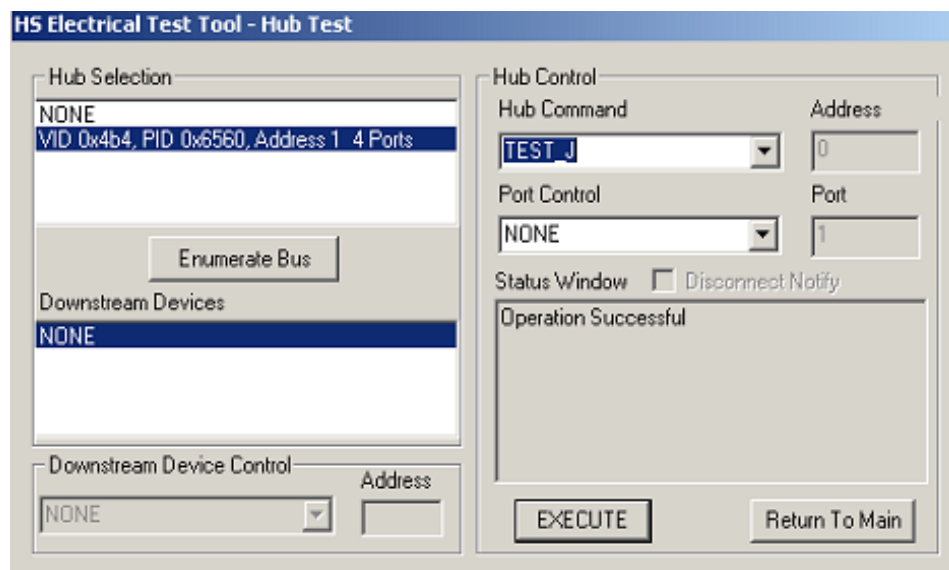 HS Electrical Test Tool - Hub Test
Hub Selection
NONE
VID 0x4b4, PID 0x6560, Address 1 4 Ports
Enumerate Bus
Downstream Devices
NONE
Downstream Device Control
Address
NONE
Hub Control
Hub Command
Address
TEST_J
0
Port Control
Port
NONE
1
Status Window
Disconnect Notify
Operation Successful
EXECUTE
Return To Main